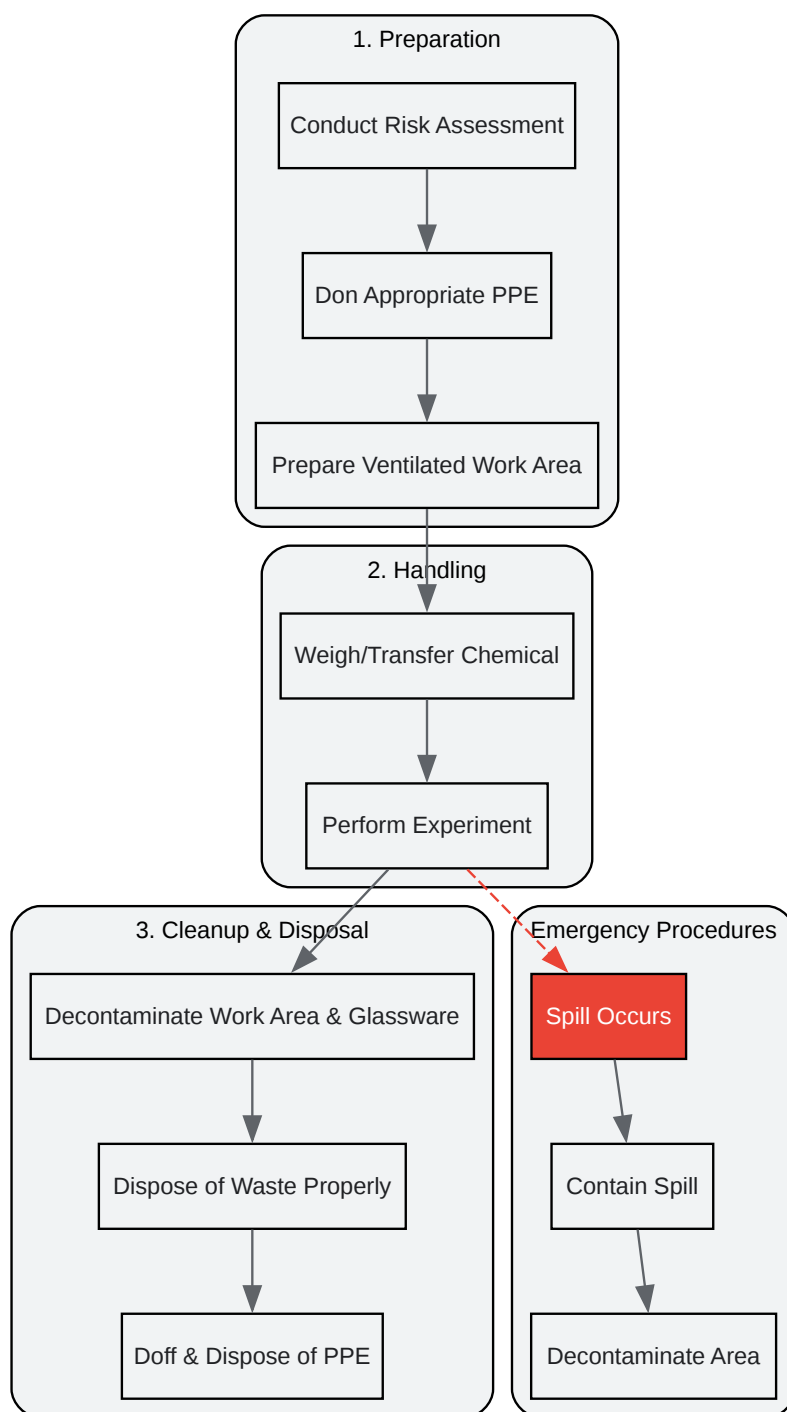 1. Preparation
Conduct Risk Assessment
Don Appropriate PPE
Prepare Ventilated Work Area
2. Handling
Weigh/Transfer Chemical
Perform Experiment
3. Cleanup & Disposal
Decontaminate Work Area & Glassware
Dispose of Waste Properly
Doff & Dispose of PPE
Emergency Procedures
Spill Occurs
Contain Spill
Decontaminate Area